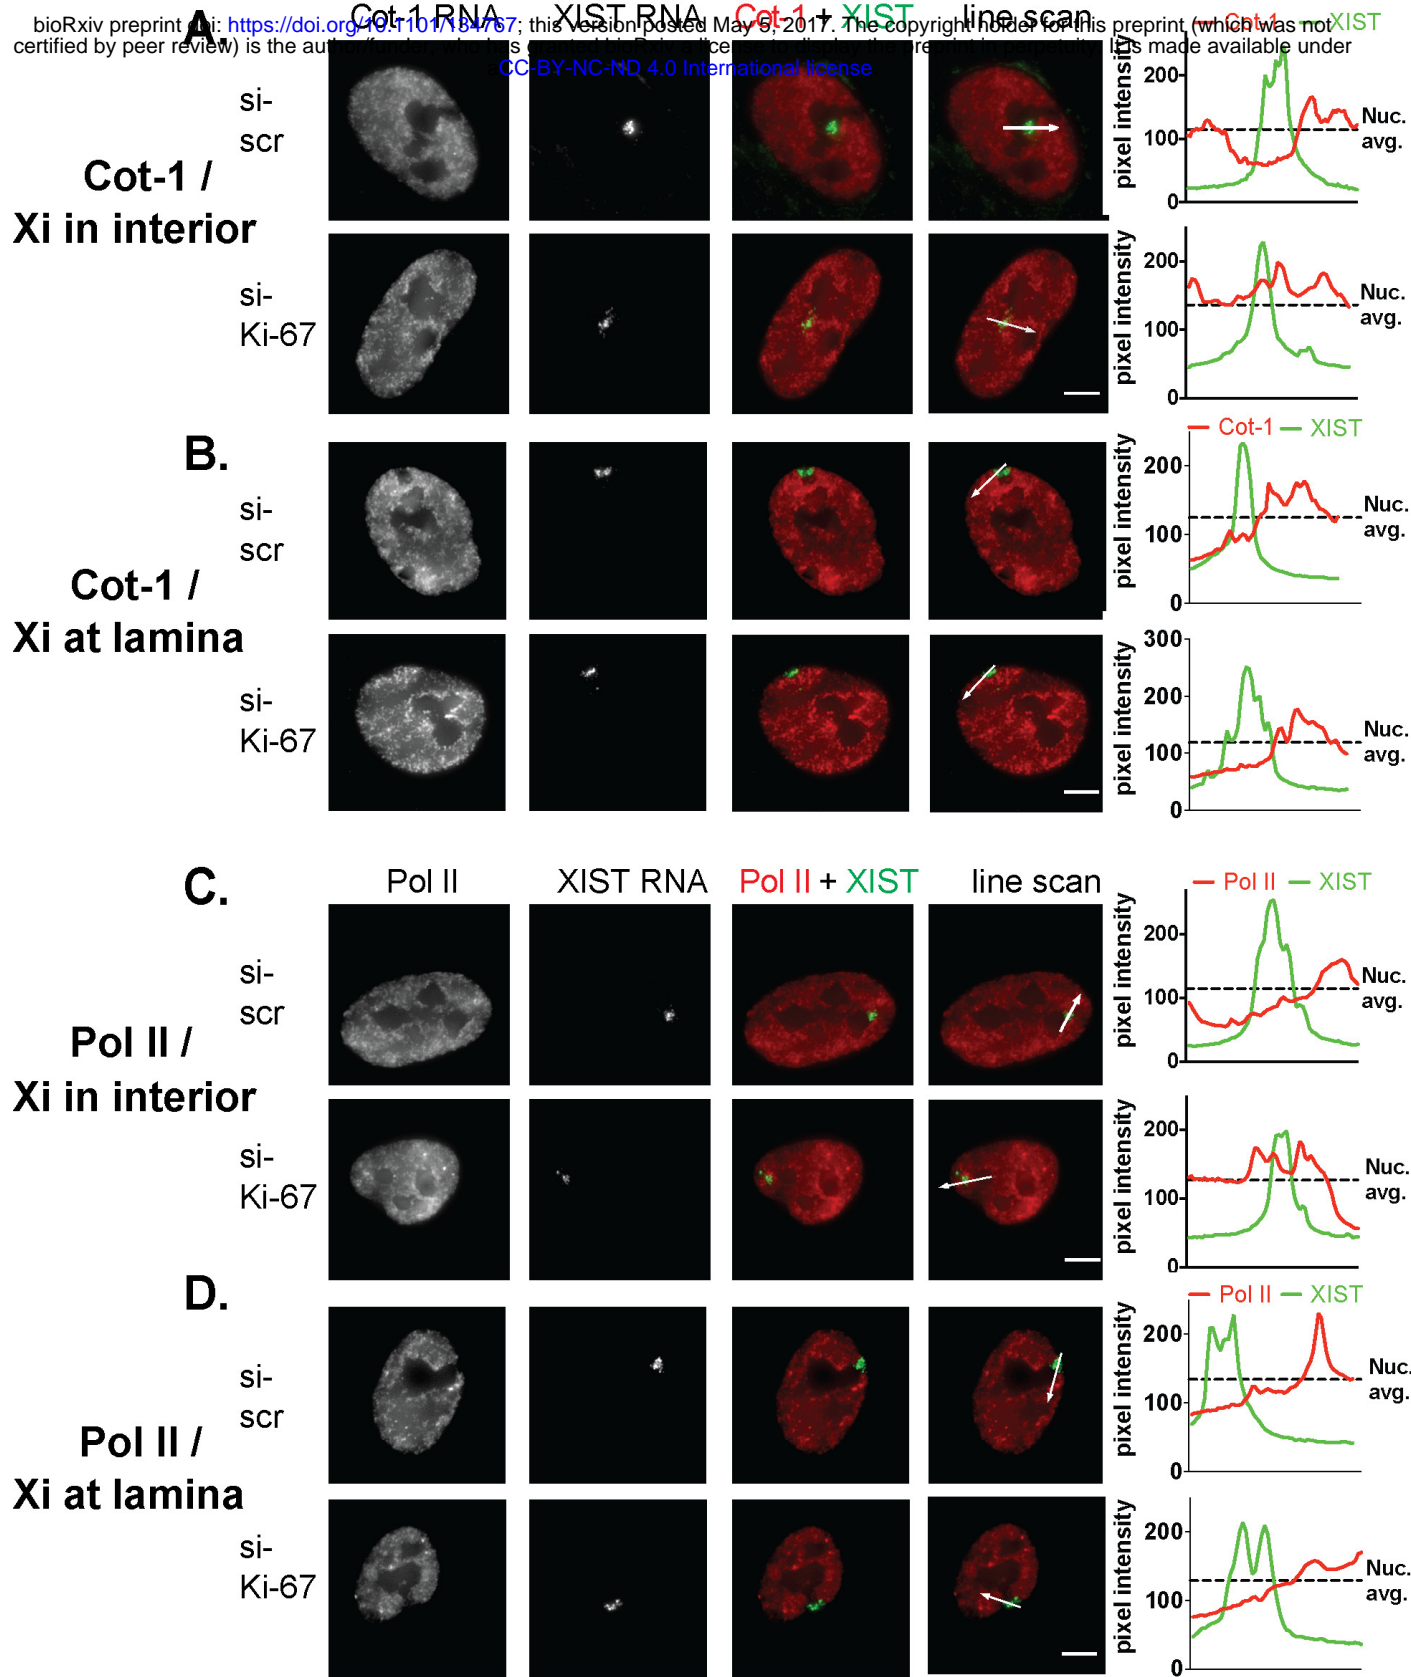 bioRxiv preprint doi: https://doi.org/10.1101/134767; this version posted May 5, 2017. The copyright holder for this preprint (which was not
certified by peer review) is the author/funder, who has granted bioRxiv a license to display the preprint in perpetuity. It is made available under
aCC-BY-NC-ND 4.0 International license
A.
Cot-1 RNA XIST RNA Cot-1 + XIST line scan Cot-1 XIST
Cot-1 /
Xi in interior
si-
scr
pixel intensity
200
100
0
Nuc.
avg.
si-
Ki-67
pixel intensity
200
100
0
Nuc.
avg.
B.
Cot-1 XIST
Cot-1 /
Xi at lamina
si-
scr
pixel intensity
200
100
0
Nuc.
avg.
si-
Ki-67
pixel intensity
300
200
100
0
Nuc.
avg.
C.
Pol II XIST RNA Pol II + XIST line scan Pol II XIST
Pol II /
Xi in interior
si-
scr
pixel intensity
200
100
0
Nuc.
avg.
si-
Ki-67
pixel intensity
200
100
0
Nuc.
avg.
D.
Pol II XIST
Pol II /
Xi at lamina
si-
scr
pixel intensity
200
100
0
Nuc.
avg.
si-
Ki-67
pixel intensity
200
100
0
Nuc.
avg.